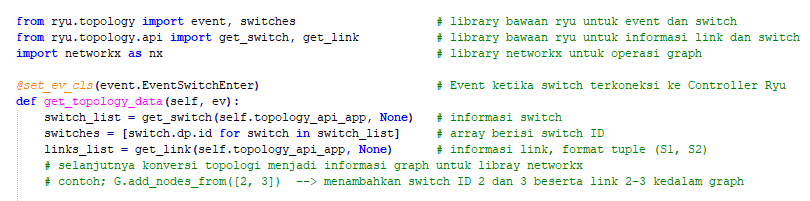 from ryu.topology import event, switches # library bawaan ryu untuk event dan switch
from ryu.topology.api import get_switch, get_link # library bawaan ryu untuk informasi link dan switch
import networkx as nx # library networkx untuk operasi graph
@set_ev_cls(event.EventSwitchEnter) # Event ketika switch terkoneksi ke Controller Ryu
def get_topology_data(self, ev):
switch_list = get_switch(self.topology_api_app, None) # informasi switch
switches = [switch.dp.id for switch in switch_list] # array berisi switch ID
links_list = get_link(self.topology_api_app, None) # informasi link, format tuple (S1, S2)
# selanjutnya konversi topologi menjadi informasi graph untuk libray networkx
# contoh; G.add_nodes_from([2, 3]) --> menambahkan switch ID 2 dan 3 beserta link 2-3 kedalam graph